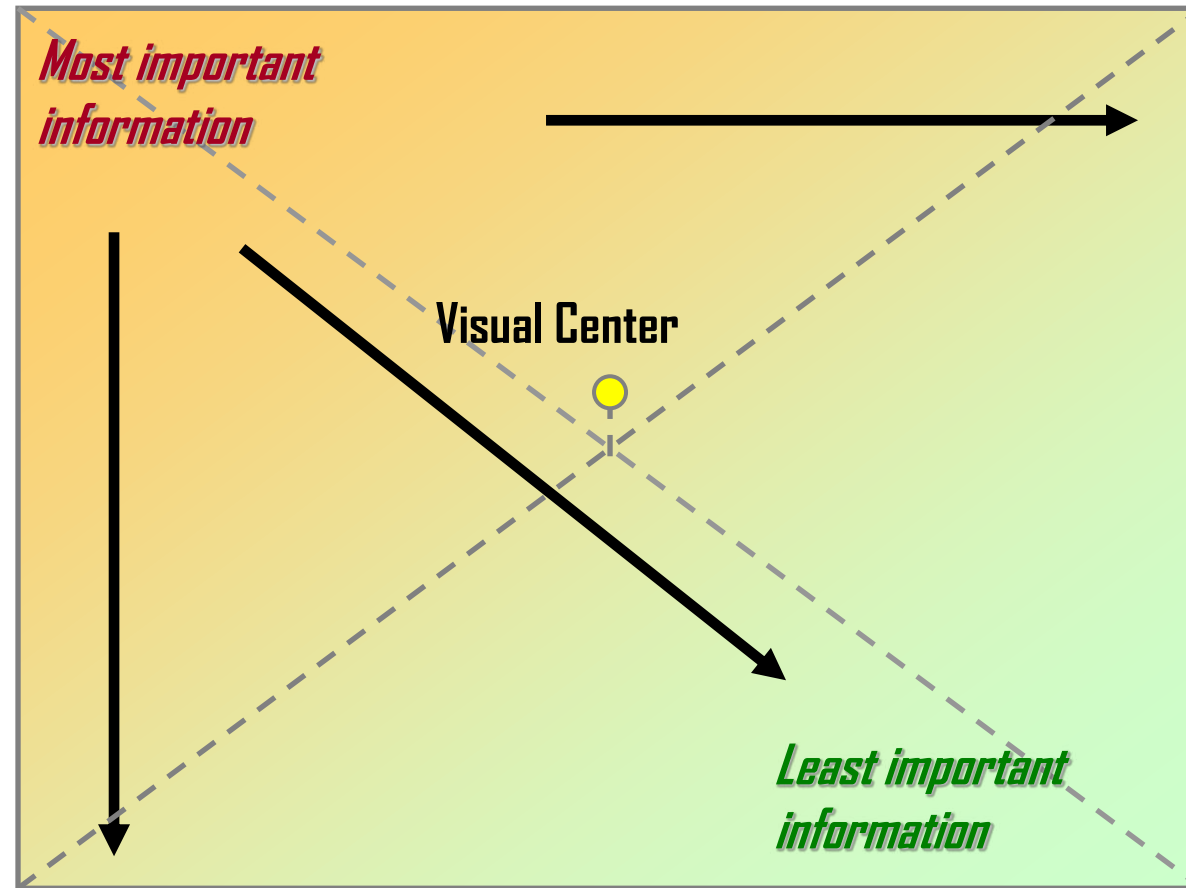 Most important
information
Visual Center
Least important
information